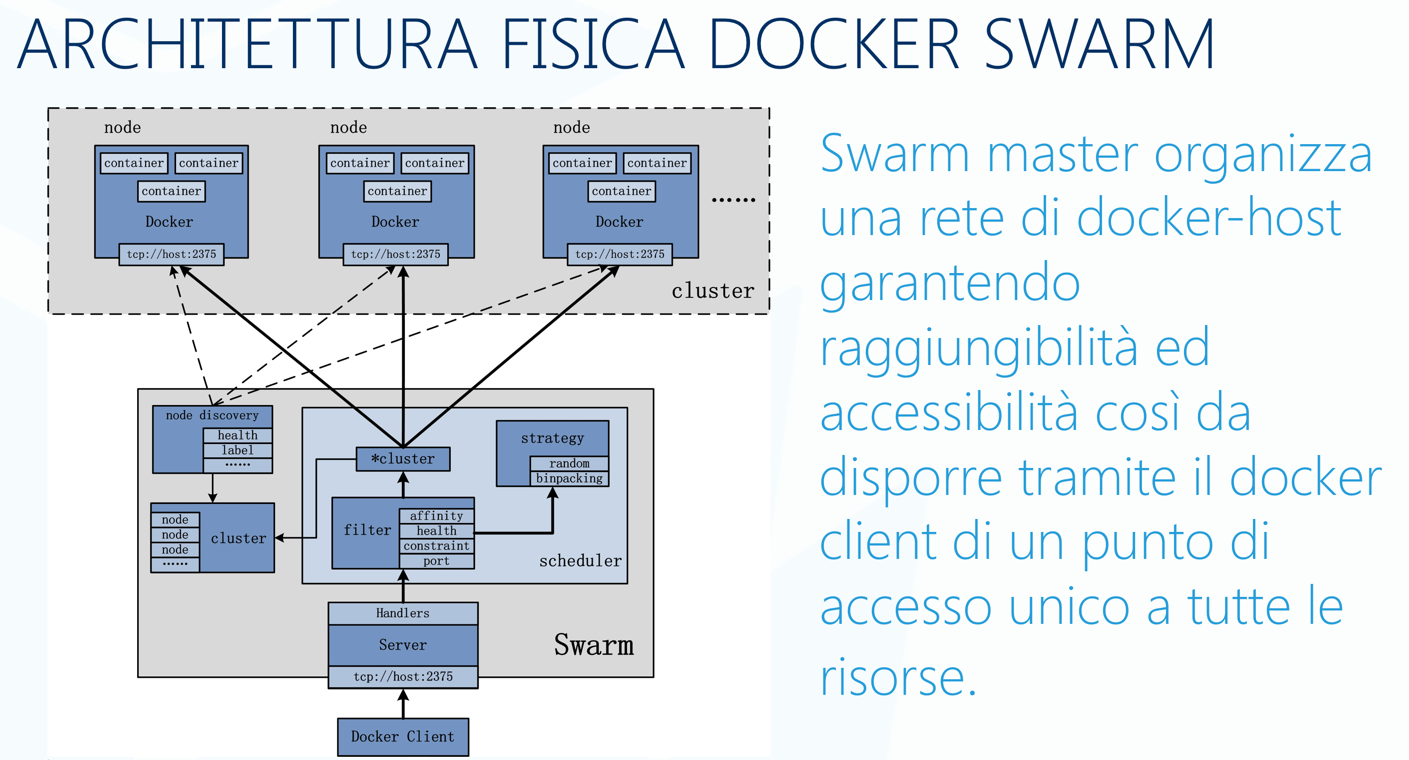 ARCHITETTURA FISICA DOCKER SWARM
node
container container
container
Docker
tcp://host:2375
node
container container
container
Docker
tcp://host:2375
node
container container
container
Docker
tcp://host:2375
......
cluster
node discovery
health
label
......
node
node
node
......
cluster
*cluster
strategy
random
binpacking
filter
affinity
health
constraint
port
scheduler
Handlers
Server
tcp://host:2375
Swarm
Docker Client
Swarm master organizza
una rete di docker-host
garantendo
raggiungibilità ed
accessibilità così da
disporre tramite il docker
client di un punto di
accesso unico a tutte le
risorse.